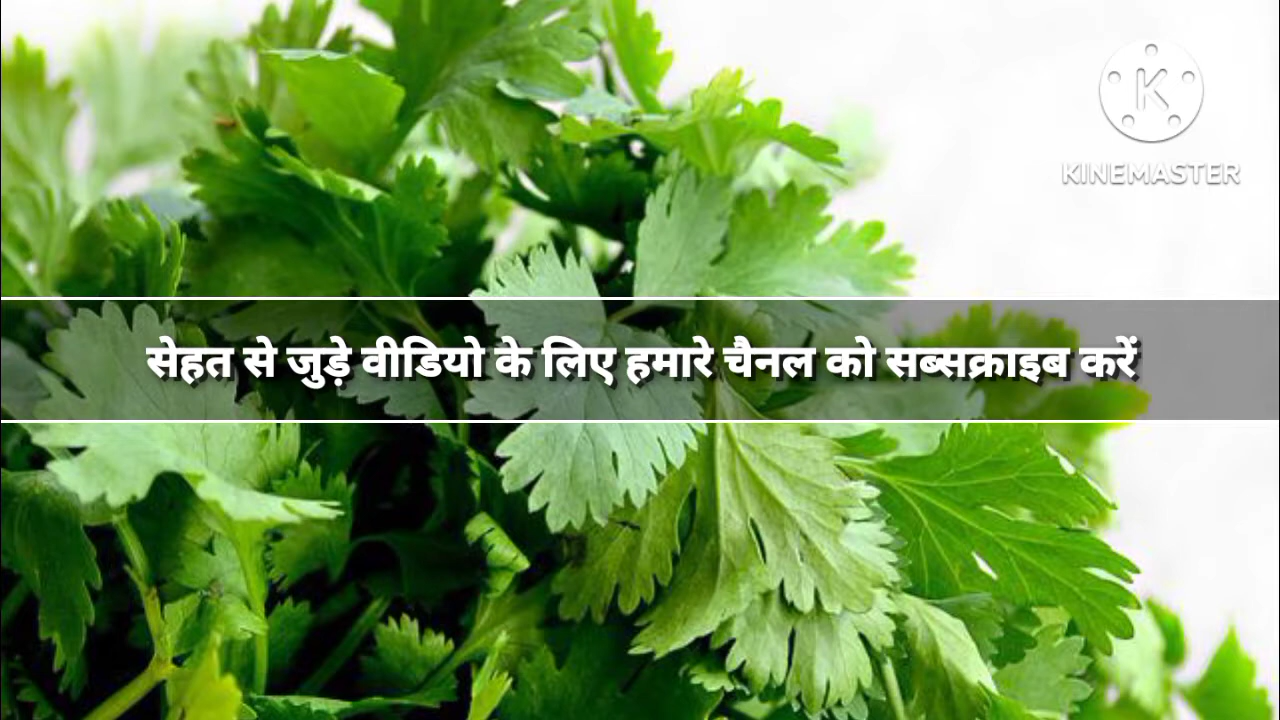 K
KINEMASTER
सेहत से जुड़े वीडियो के लिए हमारे चैनल को सब्सक्राइब करें